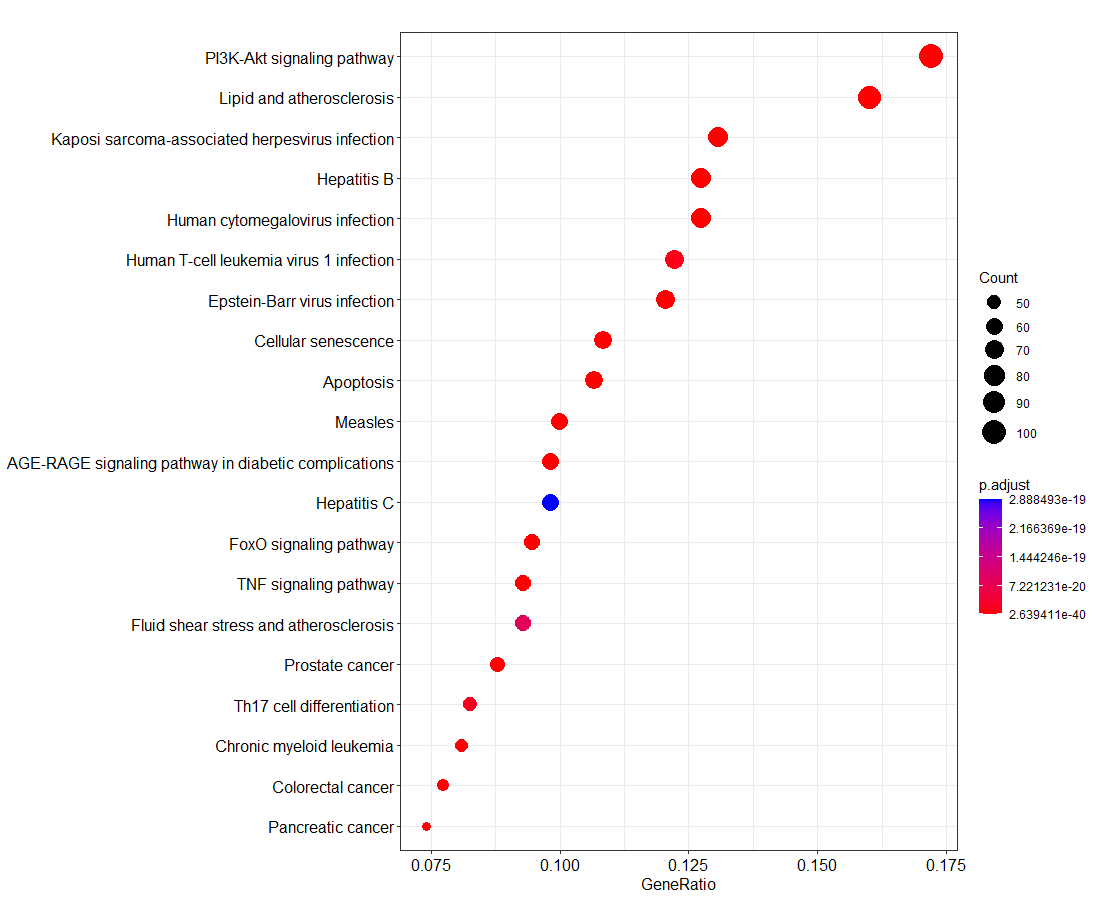 PI3K-Akt signaling pathway
Lipid and atherosclerosis
Kaposi sarcoma-associated herpesvirus infection
Hepatitis B
Human cytomegalovirus infection
Human T-cell leukemia virus 1 infection
Epstein-Barr virus infection
Cellular senescence
Apoptosis
Measles
AGE-RAGE signaling pathway in diabetic complications
Hepatitis C
FoxO signaling pathway
TNF signaling pathway
Fluid shear stress and atherosclerosis
Prostate cancer
Th17 cell differentiation
Chronic myeloid leukemia
Colorectal cancer
Pancreatic cancer
0.075 0.100 0.125 0.150 0.175
GeneRatio
Count
50
60
70
80
90
100
p.adjust
2.888493e-19
2.166369e-19
1.444246e-19
7.221231e-20
2.639411e-40